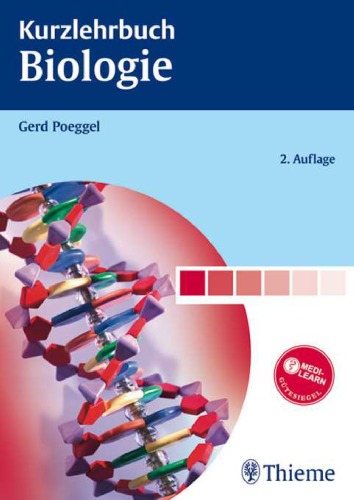 Kurzlehrbuch
Biologie
Gerd Poeggel
2. Auflage
MEDI-
LEARN
GÜTESIEGEL
Thieme